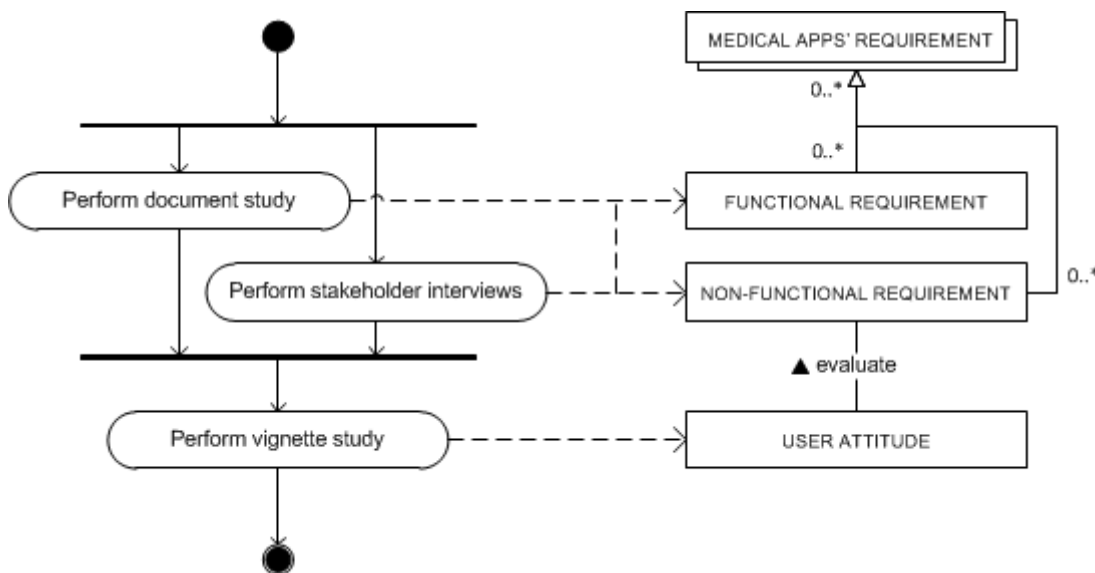 MEDICAL APPS' REQUIREMENT
0..*
0..*
Perform document study
FUNCTIONAL REQUIREMENT
0..*
Perform stakeholder interviews
NON-FUNCTIONAL REQUIREMENT
▲ evaluate
Perform vignette study
USER ATTITUDE